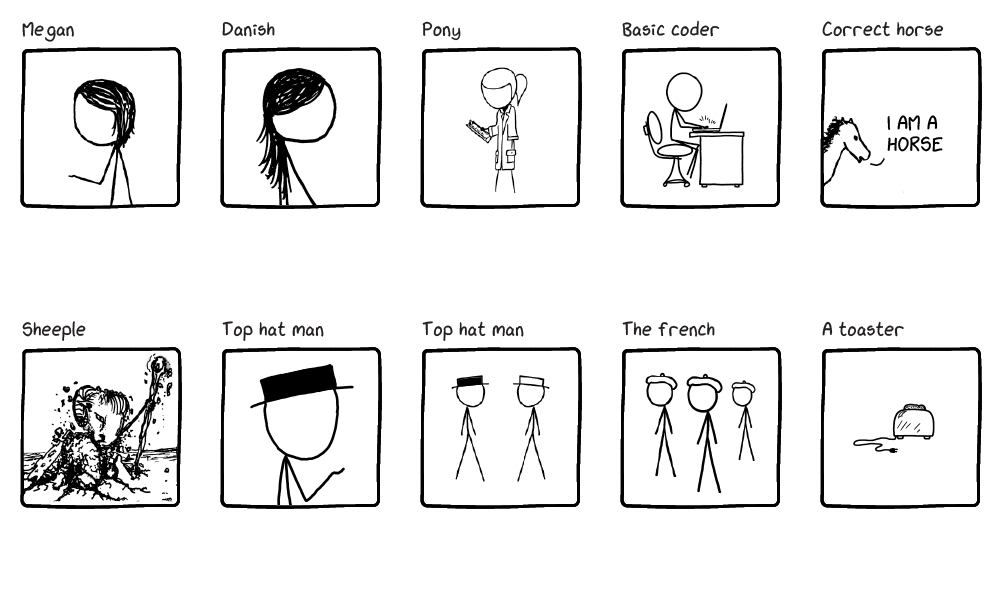 Megan
Danish
Pony
Basic coder
Correct horse
I AM A
HORSE
Sheeple
Top hat man
Top hat man
The french
A toaster